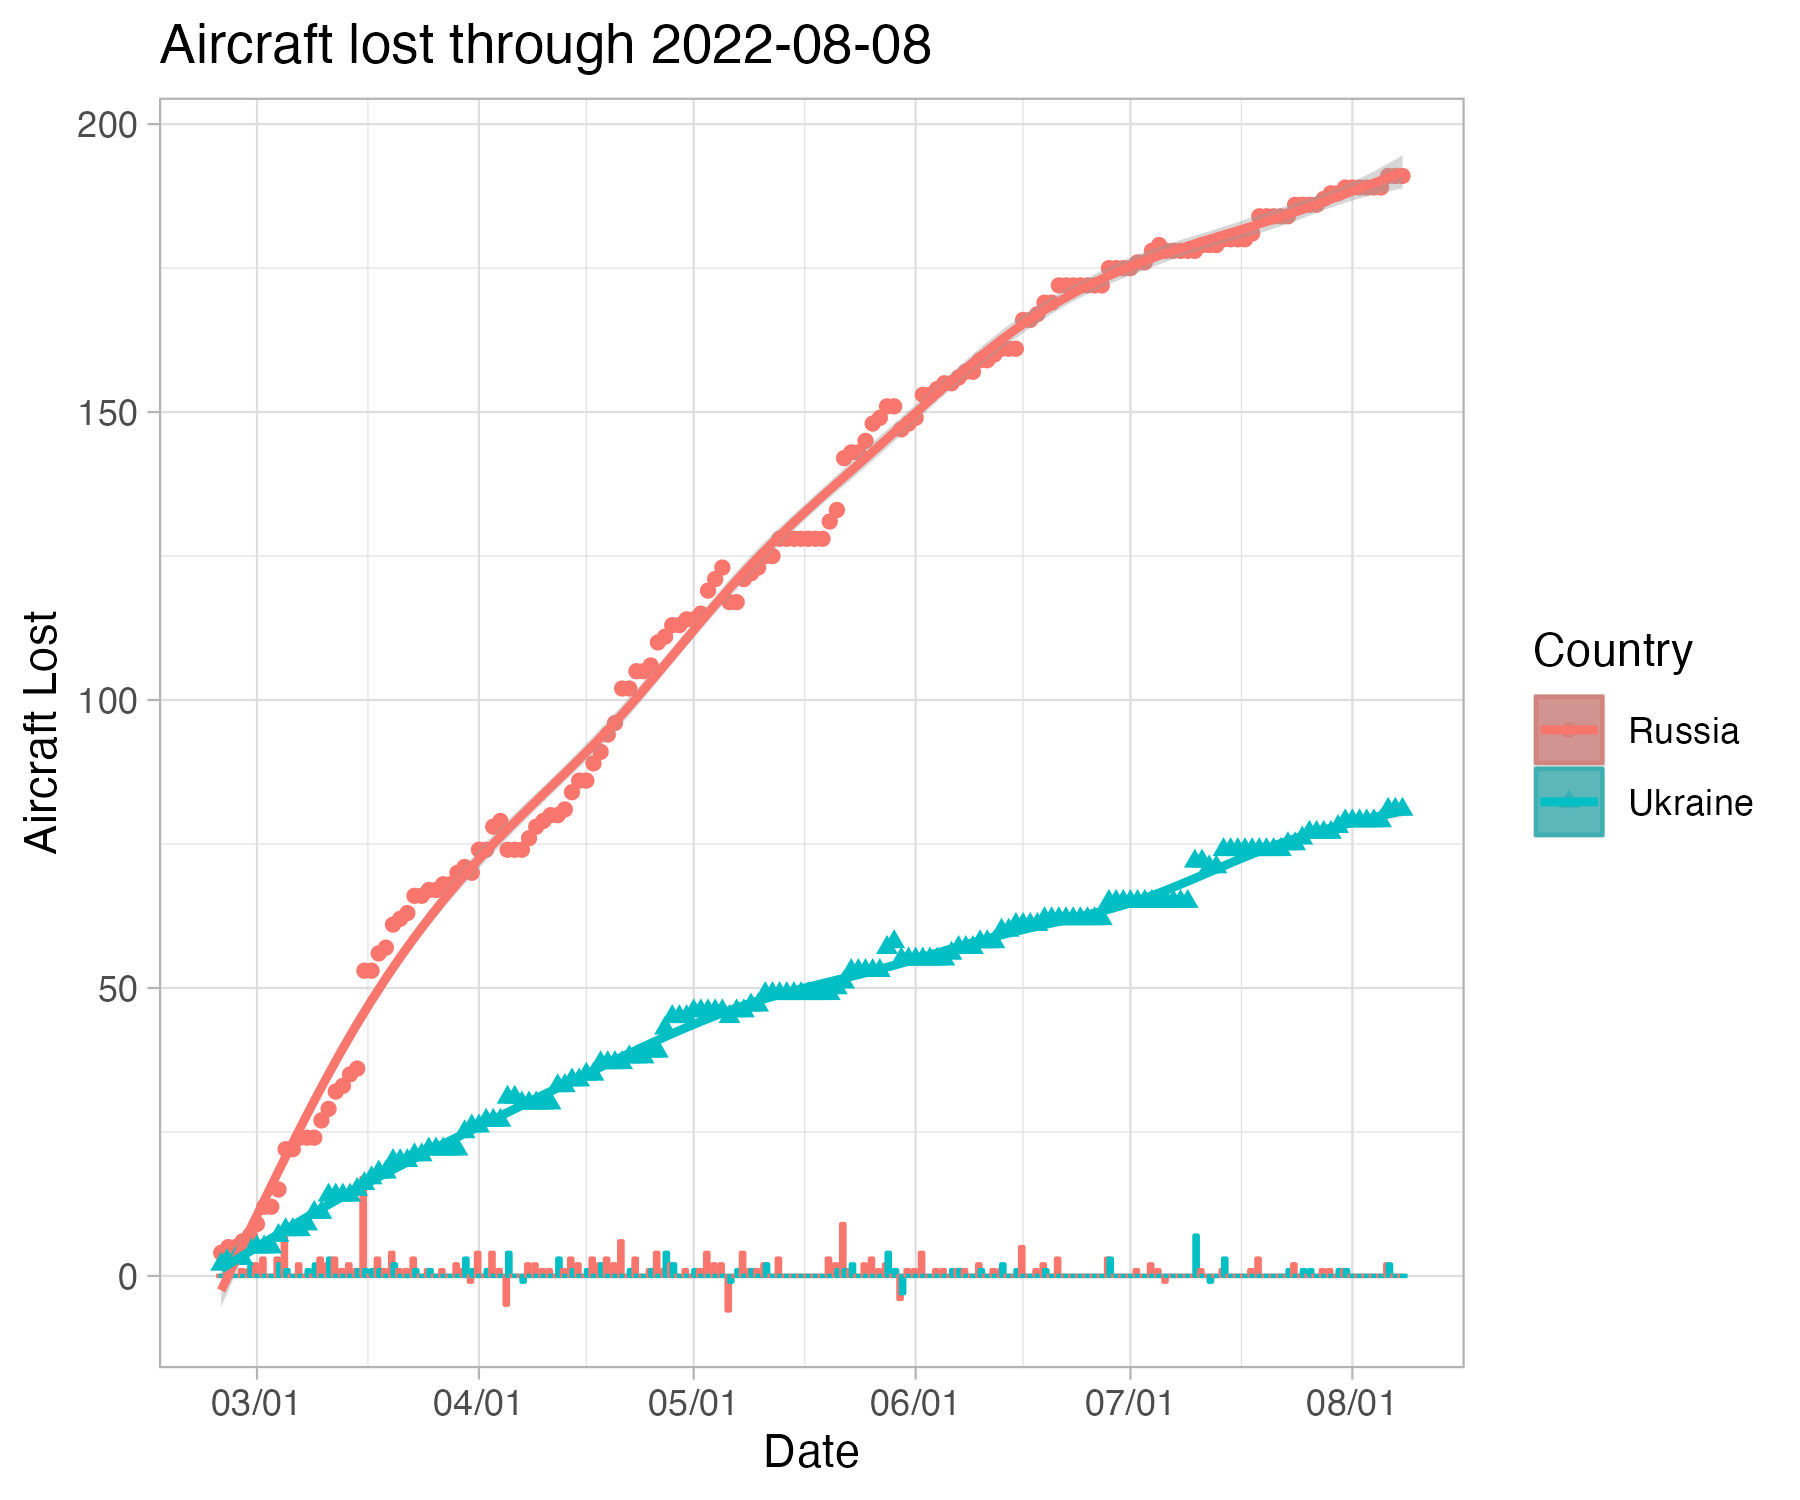 Aircraft lost through 2022-08-08
200
150
100
50
0
Aircraft Lost
03/01
04/01
05/01
06/01
07/01
08/01
Date
Country
Russia
Ukraine